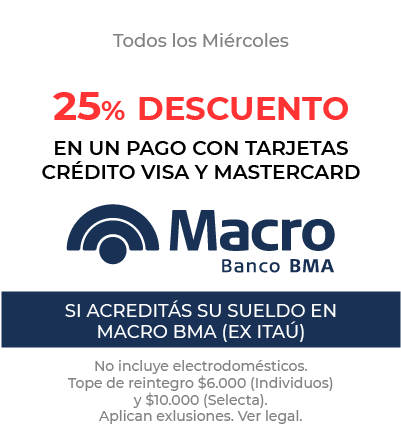 Todos los Miércoles
25% DESCUENTO
EN UN PAGO CON TARJETAS
CRÉDITO VISA Y MASTERCARD
Macro
Banco BMA
SI ACREDITÁS SU SUELDO EN
MACRO BMA (EX ITAÚ)
No incluye electrodomésticos.
Tope de reintegro $6.000 (Individuos)
y $10.000 (Selecta).
Aplican exlusiones. Ver legal.